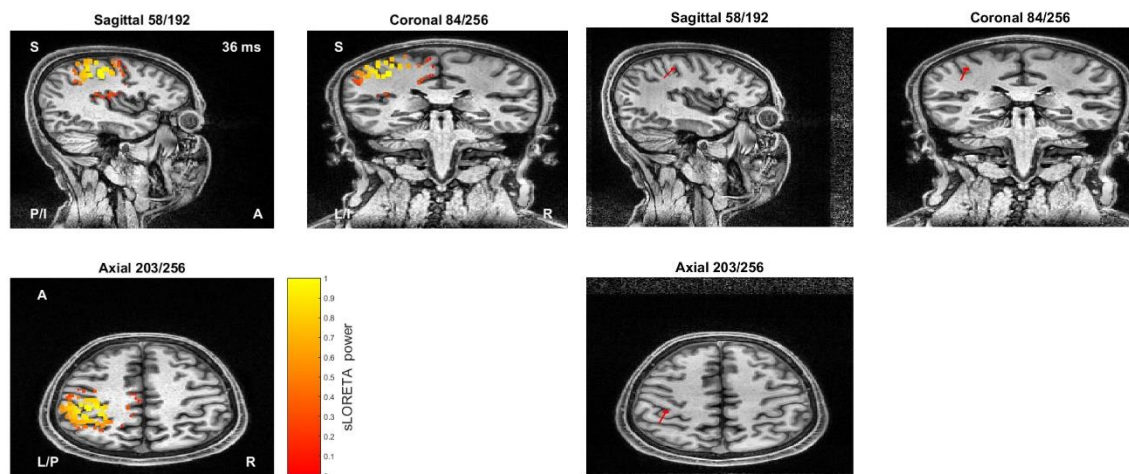 Sagittal 58/192
Coronal 84/256
Sagittal 58/192
Coronal 84/256
S
36 ms
S
P/I
A
L/I
R
Axial 203/256
Axial 203/256
A
L/P
R
1
0.9
0.8
0.7
0.6
0.5
0.4
0.3
0.2
0.1
sLORETA power